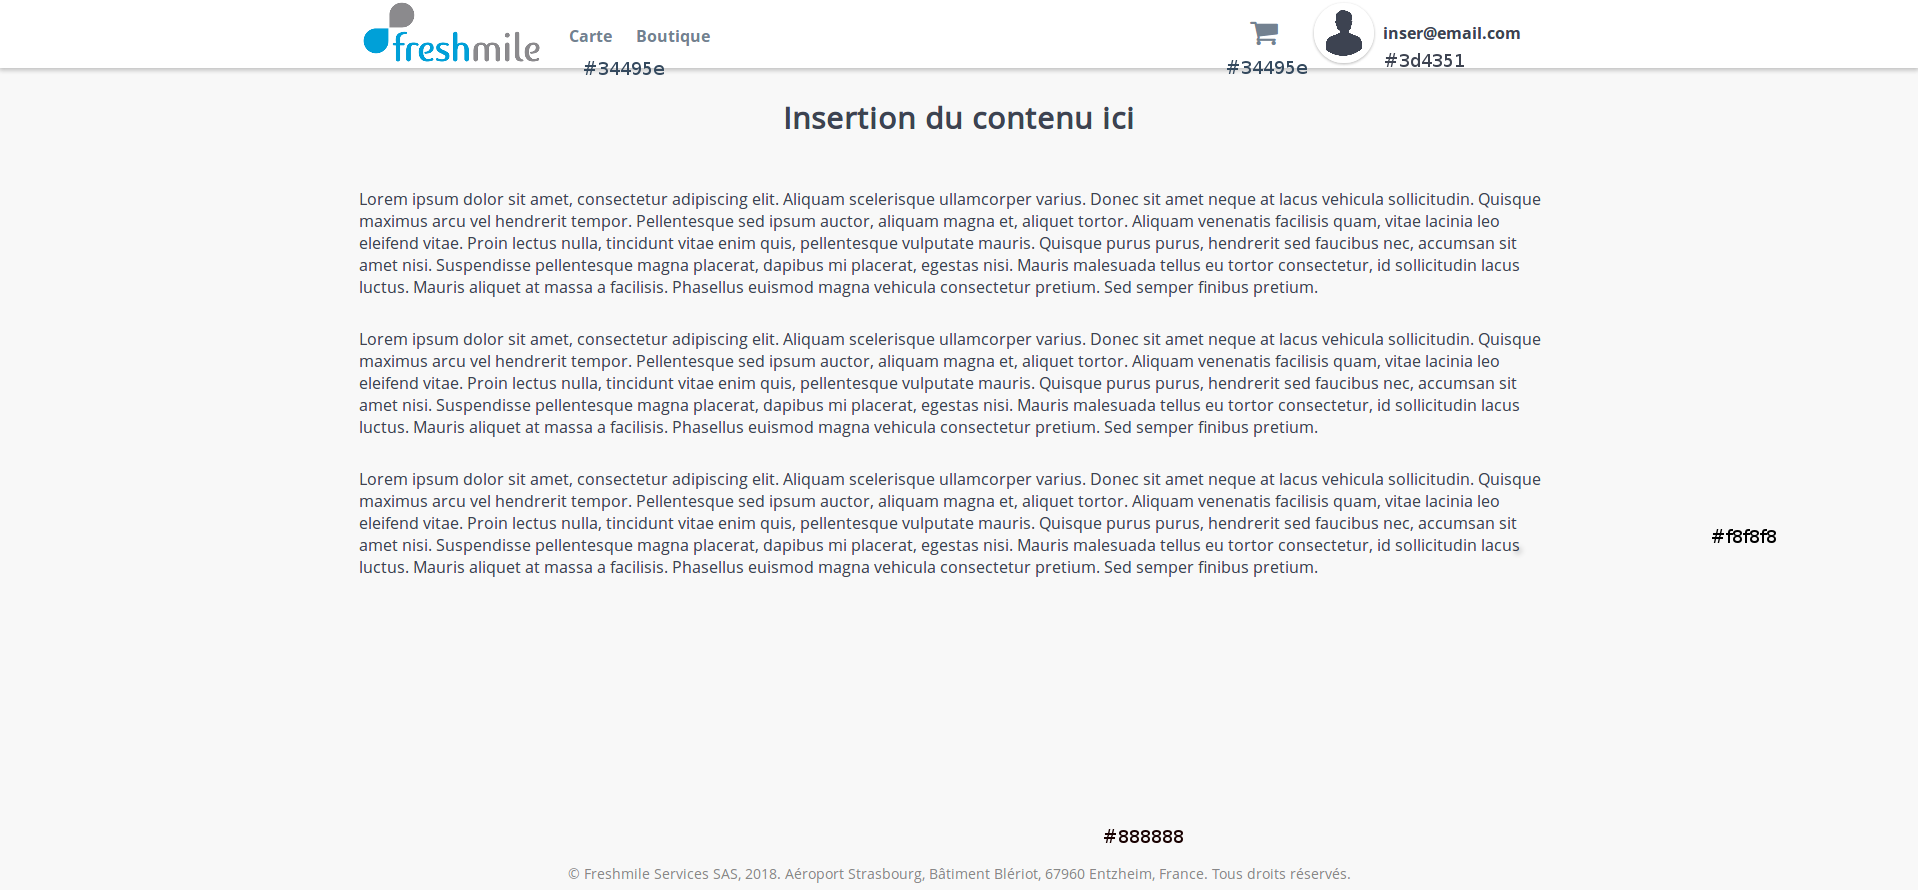 freshmile
Carte Boutique
inser@email.com
#34495e
#34495e
#3d4351
Insertion du contenu ici
Lorem ipsum dolor sit amet, consectetur adipiscing elit. Aliquam scelerisque ullamcorper varius. Donec sit amet neque at lacus vehicula sollicitudin. Quisque
maximus arcu vel hendrerit tempor. Pellentesque sed ipsum auctor, aliquam magna et, aliquet tortor. Aliquam venenatis facilisis quam, vitae lacinia leo
eleifend vitae. Proin lectus nulla, tincidunt vitae enim quis, pellentesque vulputate mauris. Quisque purus purus, hendrerit sed faucibus nec, accumsan sit
amet nisi. Suspendisse pellentesque magna placerat, dapibus mi placerat, egestas nisi. Mauris malesuada tellus eu tortor consectetur, id sollicitudin lacus
luctus. Mauris aliquet at massa a facilisis. Phasellus euismod magna vehicula consectetur pretium. Sed semper finibus pretium.
Lorem ipsum dolor sit amet, consectetur adipiscing elit. Aliquam scelerisque ullamcorper varius. Donec sit amet neque at lacus vehicula sollicitudin. Quisque
maximus arcu vel hendrerit tempor. Pellentesque sed ipsum auctor, aliquam magna et, aliquet tortor. Aliquam venenatis facilisis quam, vitae lacinia leo
eleifend vitae. Proin lectus nulla, tincidunt vitae enim quis, pellentesque vulputate mauris. Quisque purus purus, hendrerit sed faucibus nec, accumsan sit
amet nisi. Suspendisse pellentesque magna placerat, dapibus mi placerat, egestas nisi. Mauris malesuada tellus eu tortor consectetur, id sollicitudin lacus
luctus. Mauris aliquet at massa a facilisis. Phasellus euismod magna vehicula consectetur pretium. Sed semper finibus pretium.
Lorem ipsum dolor sit amet, consectetur adipiscing elit. Aliquam scelerisque ullamcorper varius. Donec sit amet neque at lacus vehicula sollicitudin. Quisque
maximus arcu vel hendrerit tempor. Pellentesque sed ipsum auctor, aliquam magna et, aliquet tortor. Aliquam venenatis facilisis quam, vitae lacinia leo
eleifend vitae. Proin lectus nulla, tincidunt vitae enim quis, pellentesque vulputate mauris. Quisque purus purus, hendrerit sed faucibus nec, accumsan sit
amet nisi. Suspendisse pellentesque magna placerat, dapibus mi placerat, egestas nisi. Mauris malesuada tellus eu tortor consectetur, id sollicitudin lacus
luctus. Mauris aliquet at massa a facilisis. Phasellus euismod magna vehicula consectetur pretium. Sed semper finibus pretium.
#f8f8f8
#888888
© Freshmile Services SAS, 2018. Aéroport Strasbourg, Bâtiment Blériot, 67960 Entzheim, France. Tous droits réservés.